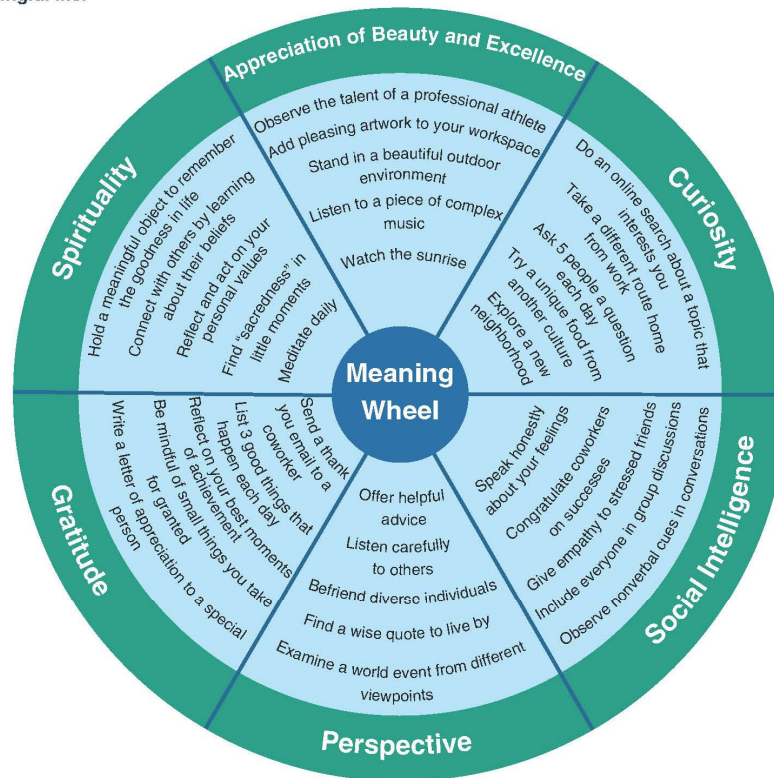 Appreciation of Beauty and Excellence
Observe the talent of a professional athlete
Add pleasing artwork to your workspace
Stand in a beautiful outdoor
environment
Listen to a piece of complex
music
Watch the sunrise
Curiosity
Do an online search about a topic that
interests you
Take a different route home
from work
Ask 5 people a question
each day
Try a unique food from
another culture
Explore a new
neighborhood
Social Intelligence
Speak honestly
about your feelings
Congratulate coworkers
on successes
Give empathy to stressed friends
Include everyone in group discussions
Observe nonverbal cues in conversations
Perspective
Offer helpful
advice
Listen carefully
to others
Befriend diverse individuals
Find a wise quote to live by
Examine a world event from different
viewpoints
Gratitude
Send a thank
you email to a
coworker
List 3 good things that
happen each day
Reflect on your best moments
of achievement
Be mindful of small things you take
for granted
Write a letter of appreciation to a special
person
Spirituality
Hold a meaningful object to remember
the goodness in life
Connect with others by learning
about their beliefs
Reflect and act on your
personal values
Find “sacredness” in
little moments
Meditate daily
Meaning
Wheel